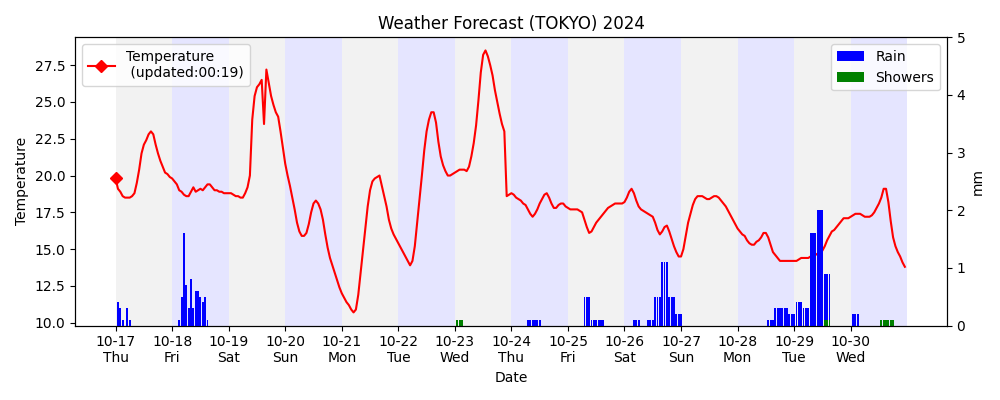 Weather Forecast (TOKYO) 2024
Temperature
(updated:00:19)
Rain
Showers
27.5
25.0
22.5
20.0
17.5
15.0
12.5
10.0
Temperature
5
4
3
2
1
0
mm
10-17 10-18 10-19 10-20 10-21 10-22 10-23 10-24 10-25 10-26 10-27 10-28 10-29 10-30
Thu Fri Sat Sun Mon Tue Wed Thu Fri Sat Sun Mon Tue Wed
Date